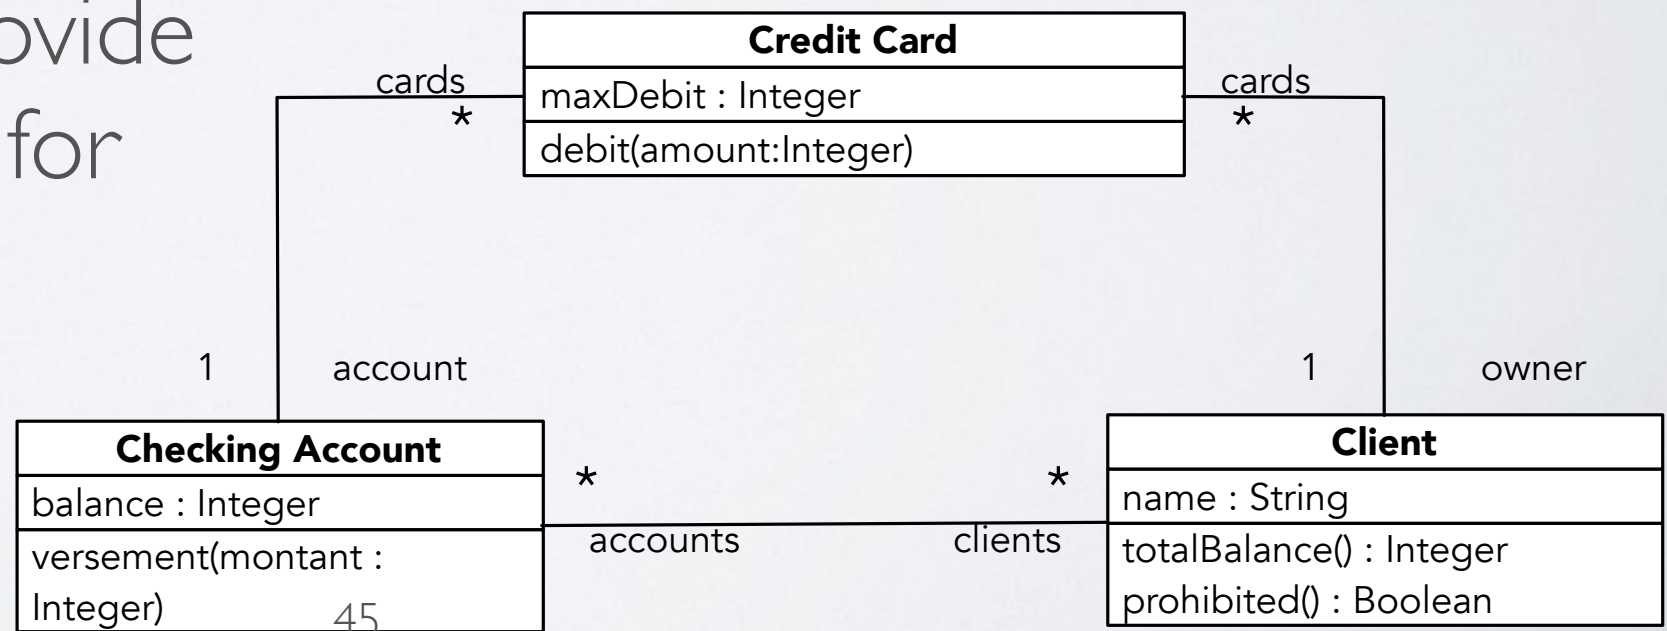 for
Credit Card
cards
*
maxDebit : Integer
debit(amount:Integer)
cards
*
1
account
1
owner
Checking Account
balance : Integer
versement(montant :
Integer)
45
*
accounts
*
clients
Client
name : String
totalBalance() : Integer
prohibited() : Boolean